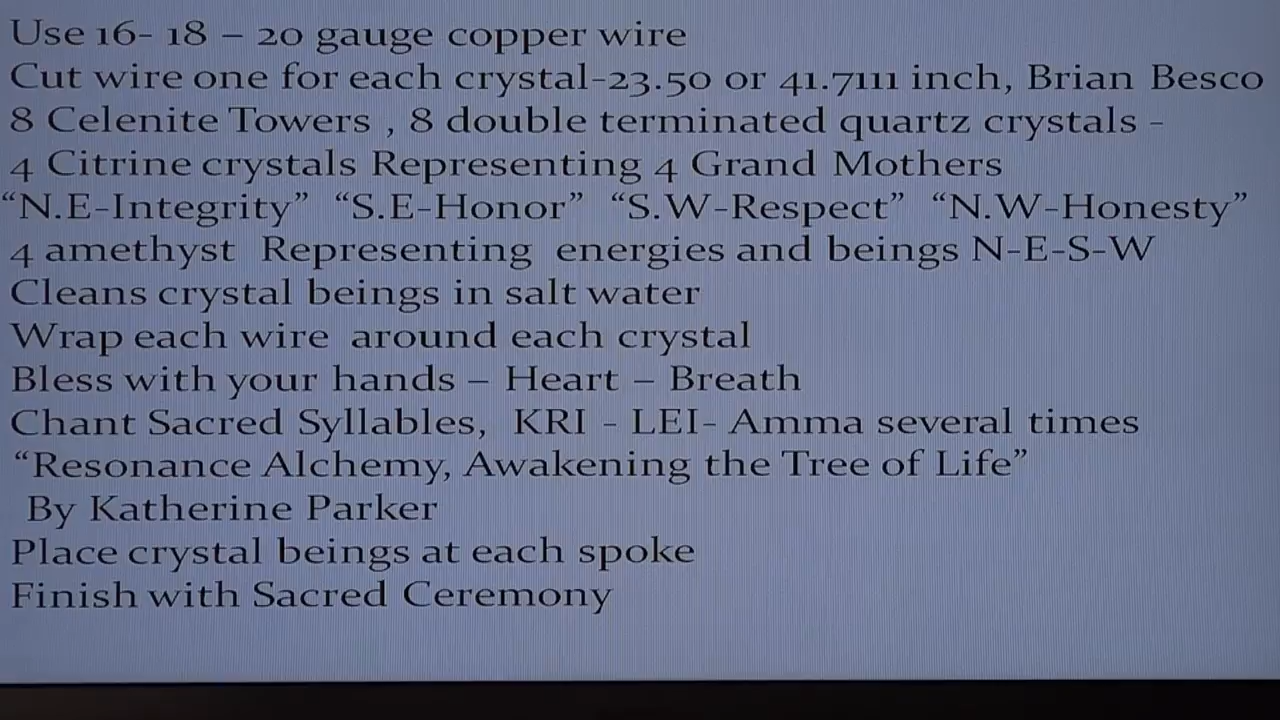 Use 16- 18 – 20 gauge copper wire
Cut wire one for each crystal-23.50 or 41.7111 inch, Brian Besco
8 Celenite Towers , 8 double terminated quartz crystals -
4 Citrine crystals Representing 4 Grand Mothers
“N.E-Integrity” “S.E-Honor” “S.W-Respect” “N.W-Honesty”
4 amethyst Representing energies and beings N-E-S-W
Cleans crystal beings in salt water
Wrap each wire around each crystal
Bless with your hands – Heart – Breath
Chant Sacred Syllables, KRI - LEI- Amma several times
“Resonance Alchemy, Awakening the Tree of Life”
By Katherine Parker
Place crystal beings at each spoke
Finish with Sacred Ceremony